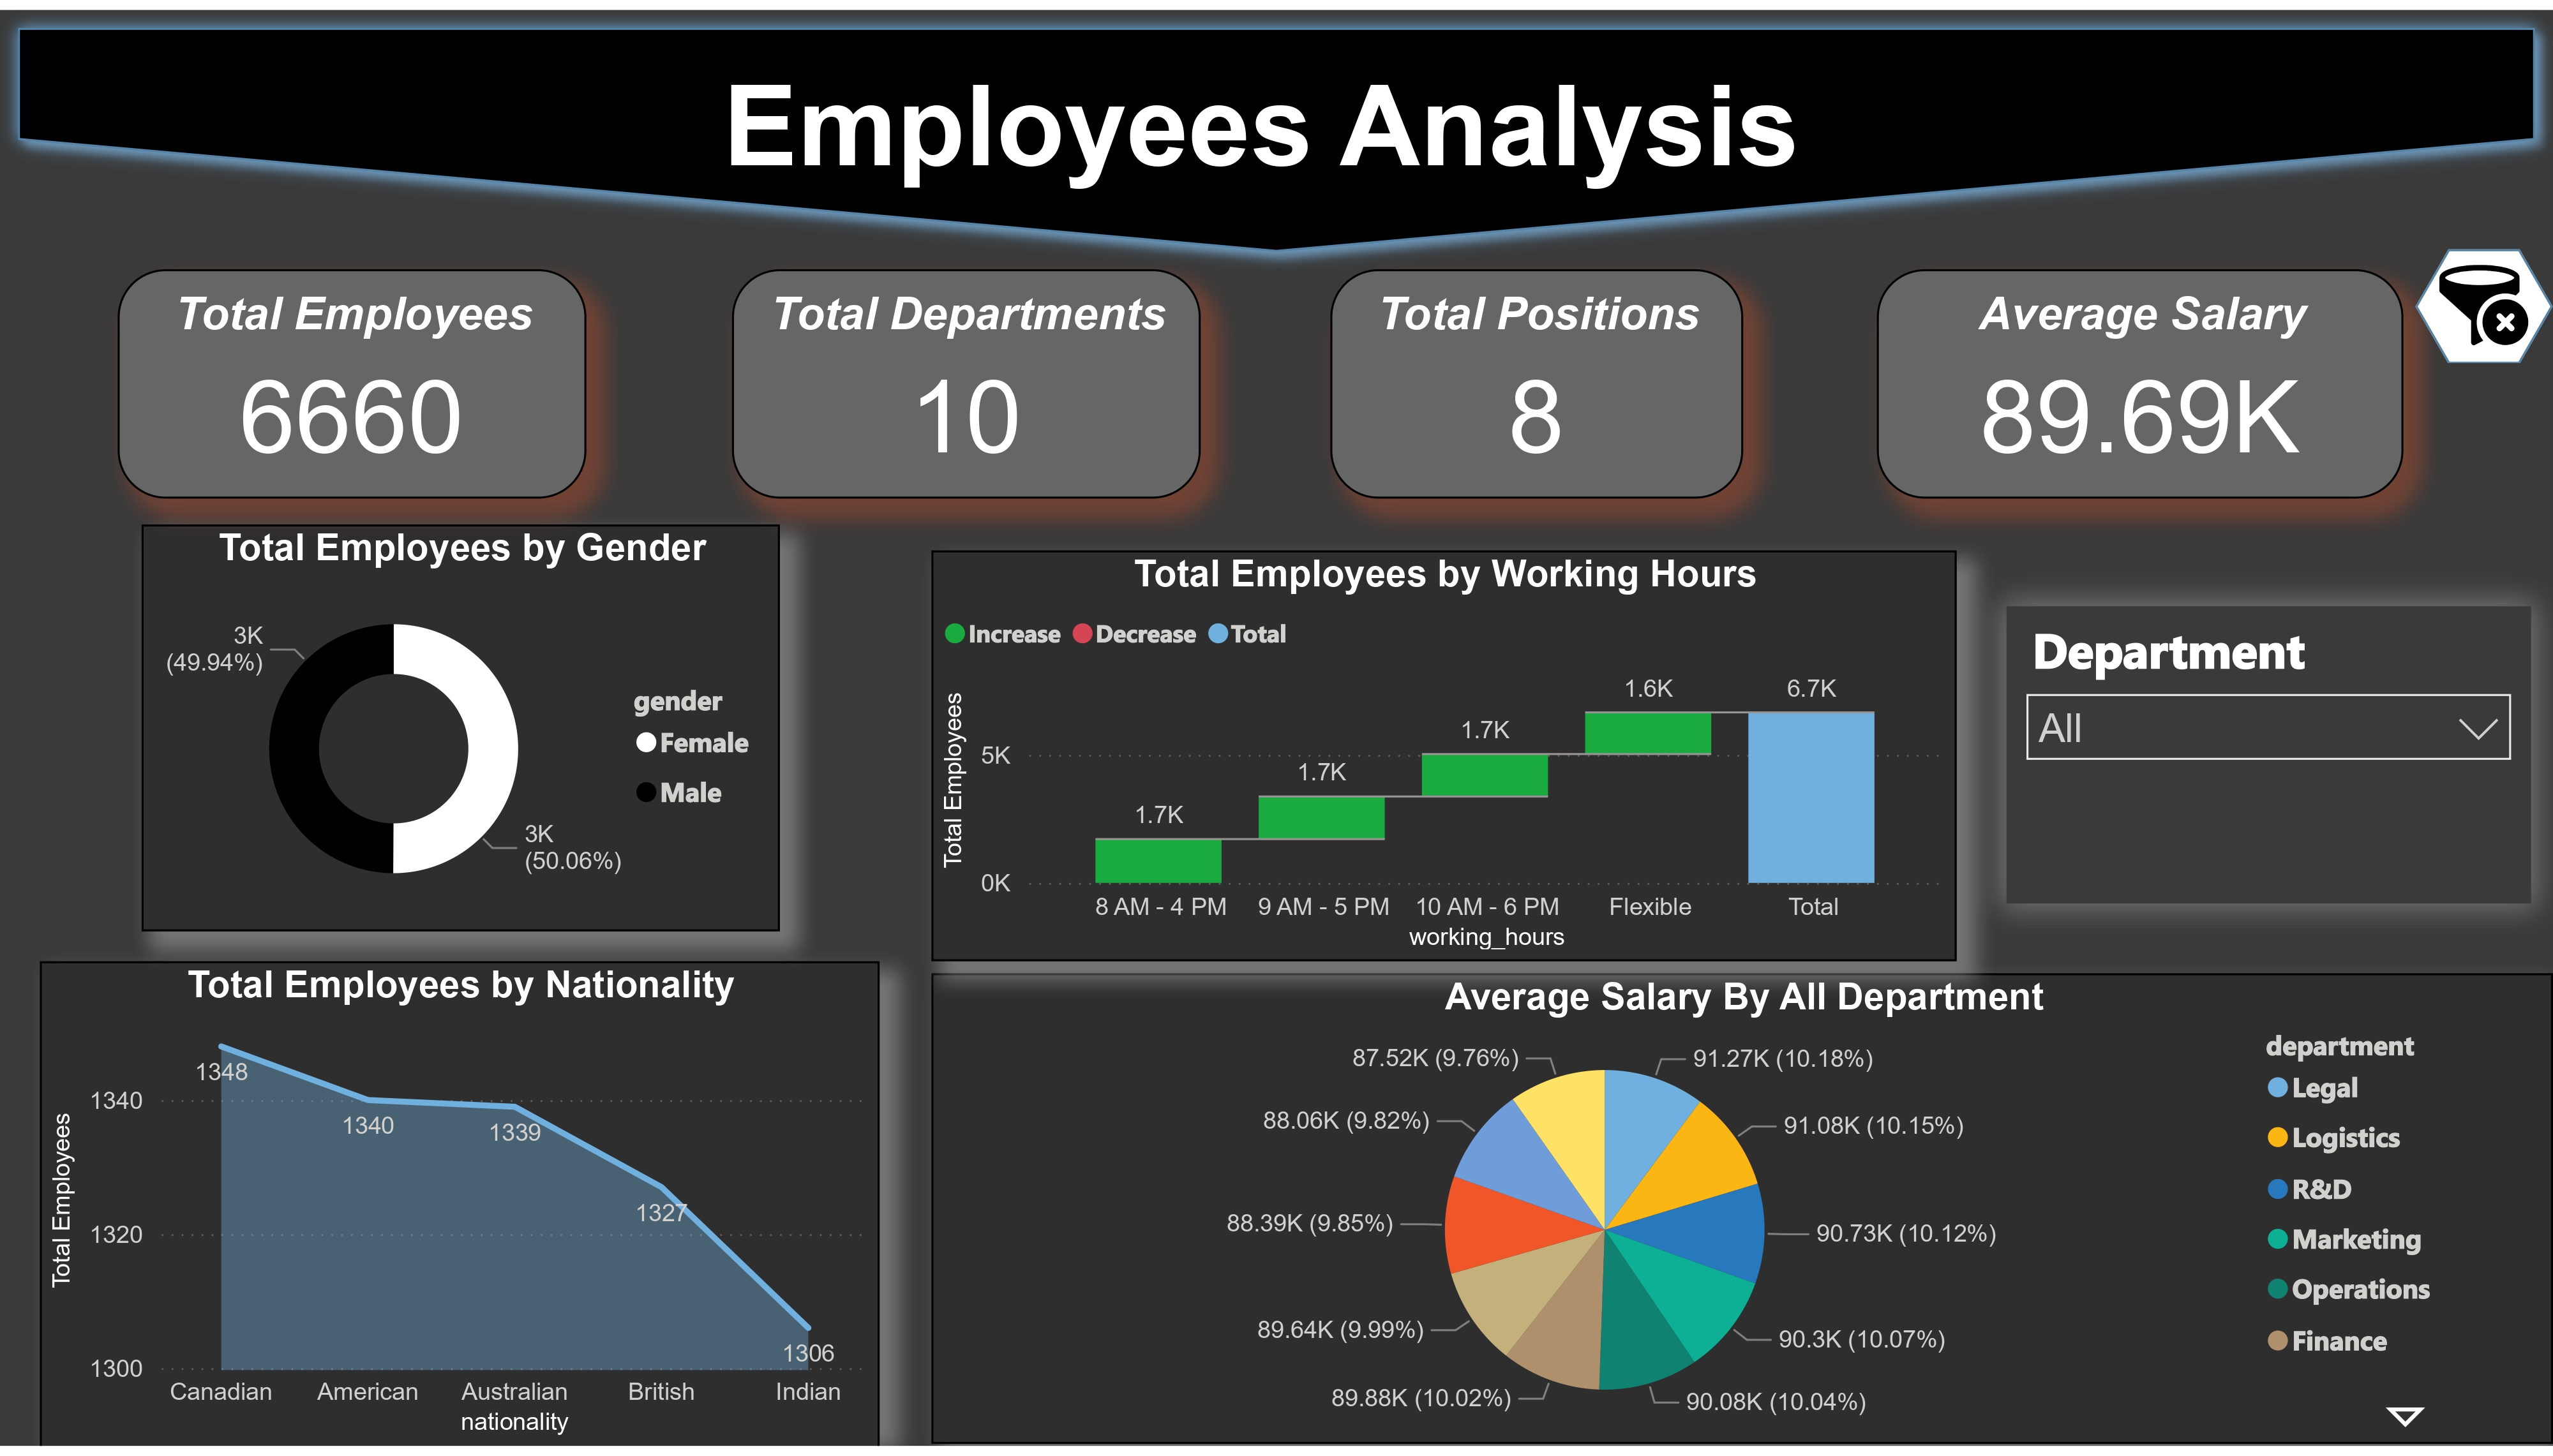 Employees Analysis
Total Employees
6660
Total Departments
10
Total Positions
8
Average Salary
89.69K
Total Employees by Gender
3K
(49.94%)
3K
(50.06%)
gender
Female
Male
Total Employees by Working Hours
Increase
Decrease
Total
Total Employees
5K
0K
1.7K
1.7K
1.7K
1.6K
6.7K
8 AM - 4 PM
9 AM - 5 PM
10 AM - 6 PM
Flexible
Total
working_hours
Department
All
Total Employees by Nationality
Total Employees
1340
1320
1300
1348
1340
1339
1327
1306
Canadian
American
Australian
British
Indian
nationality
Average Salary By All Department
87.52K (9.76%)
91.27K (10.18%)
88.06K (9.82%)
91.08K (10.15%)
88.39K (9.85%)
90.73K (10.12%)
89.64K (9.99%)
90.3K (10.07%)
89.88K (10.02%)
90.08K (10.04%)
department
Legal
Logistics
R&D
Marketing
Operations
Finance